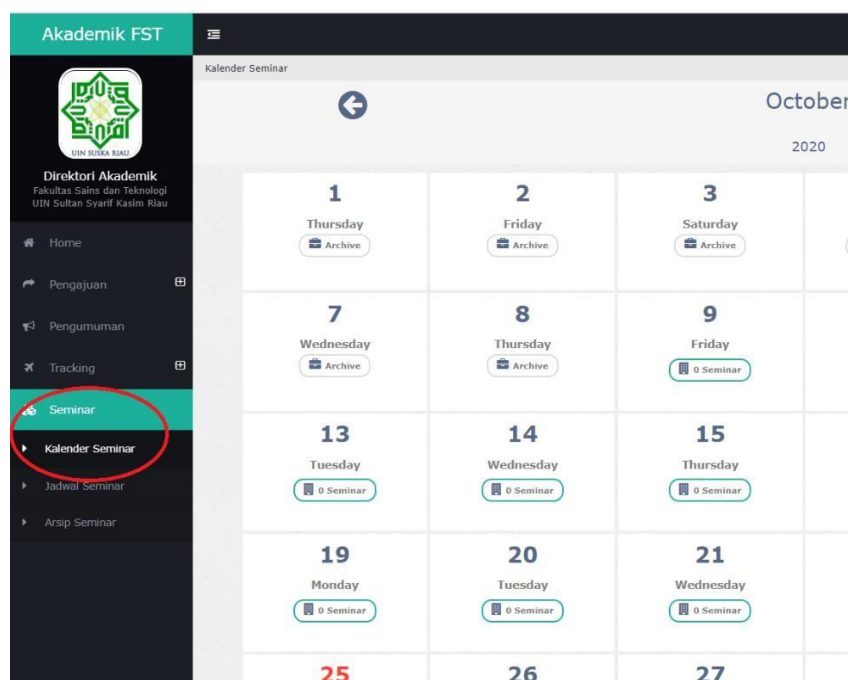 Akademik FST
UIN SUSKA RIAU
Direktori Akademik
Fakultas Sains dan Teknologi
UIN Sultan Syarif Kasim Riau
Home
Pengajuan
Pengumuman
Tracking
Seminar
Kalender Seminar
Jadwal Seminar
Arsip Seminar
Kalender Seminar
October
2020
1 2 3
Thursday Friday Saturday
Archive Archive Archive
7 8 9
Wednesday Thursday Friday
Archive Archive 0 Seminar
13 14 15
Tuesday Wednesday Thursday
0 Seminar 0 Seminar 0 Seminar
19 20 21
Monday Tuesday Wednesday
0 Seminar 0 Seminar 0 Seminar
25 26 27